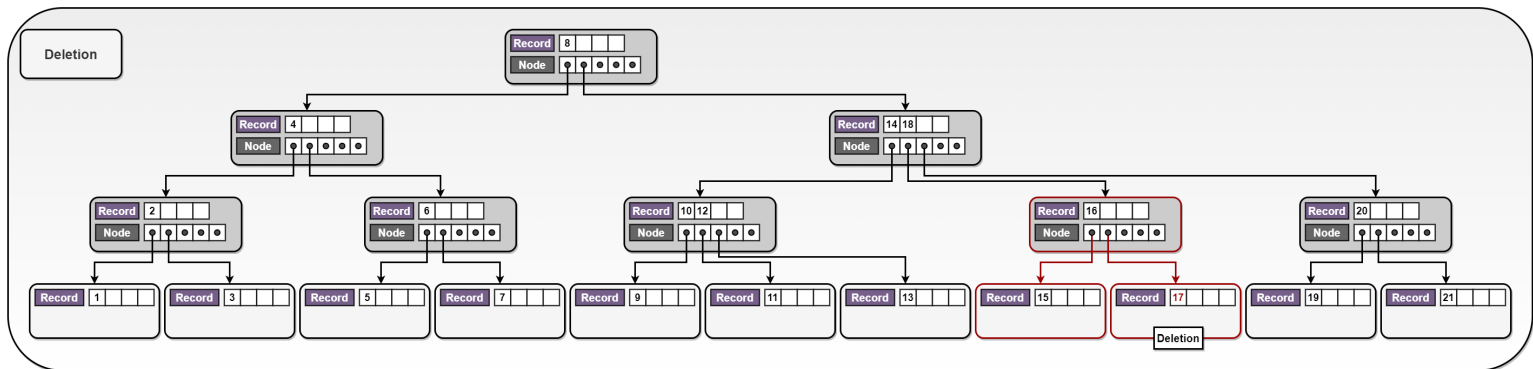 Deletion
Record 8
Node
Record 4
Node
Record 14 18
Node
Record 2
Node
Record 6
Node
Record 10 12
Node
Record 16
Node
Record 20
Node
Record 1
Record 3
Record 5
Record 7
Record 9
Record 11
Record 13
Record 15
Record 17
Record 19
Record 21
Deletion